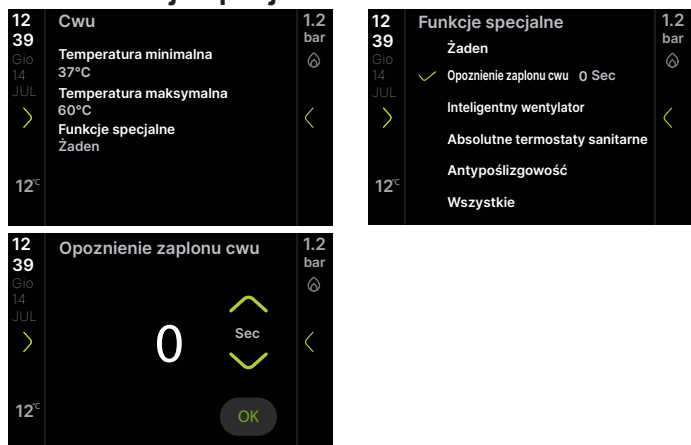 12
39
Gio
14
JUL
12°C
Cwu
Temperatura minimalna
37°C
Temperatura maksymalna
60°C
Funkcje specjalne
Żaden
1.2
bar
12
39
Gio
14
JUL
12°C
Funkcje specjalne
Żaden
Opoznienie zaplonu cwu 0 Sec
Inteligentny wentylator
Absolutne termostaty sanitarne
Antypoślizgowość
Wszystkie
1.2
bar
12
39
Gio
14
JUL
12°C
Opoznienie zaplonu cwu
0
Sec
OK
1.2
bar